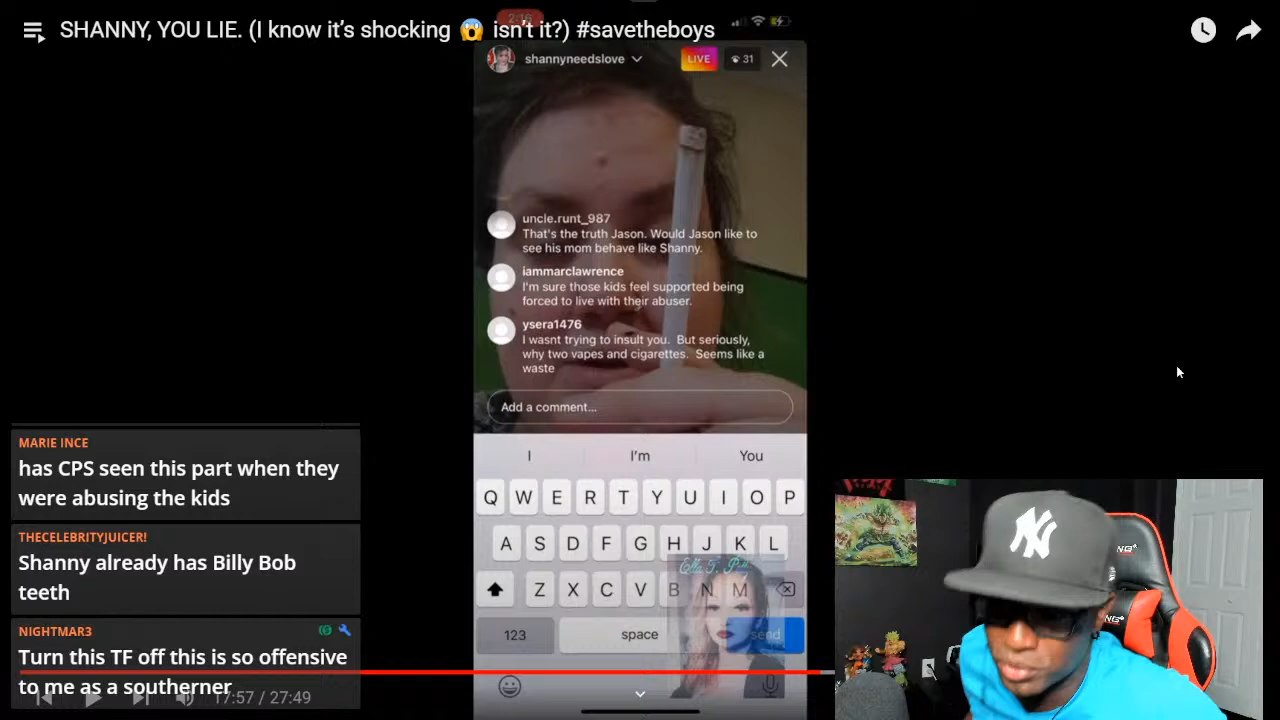 SHANNY, YOU LIE. (I know it's shocking 😱 isn't it?) #savetheboys
2:16
shannyneedslove
LIVE
31
uncle.runt_987
That's the truth Jason. Would Jason like to
see his mom behave like Shanny.
iammarclawrence
I'm sure those kids feel supported being
forced to live with their abuser.
ysera1476
I wasnt trying to insult you. But seriously,
why two vapes and cigarettes. Seems like a
waste
Add a comment...
I I'm You
Q W E R T Y U I O P
A S D F G H J K L
Z X C V B N M
123 space send
MARIE INCE
has CPS seen this part when they
were abusing the kids
THECELEBRITYJUICER!
Shanny already has Billy Bob
teeth
NIGHTMAR3
Turn this TF off this is so offensive
to me as a southerner
17:57 / 27:49
NY